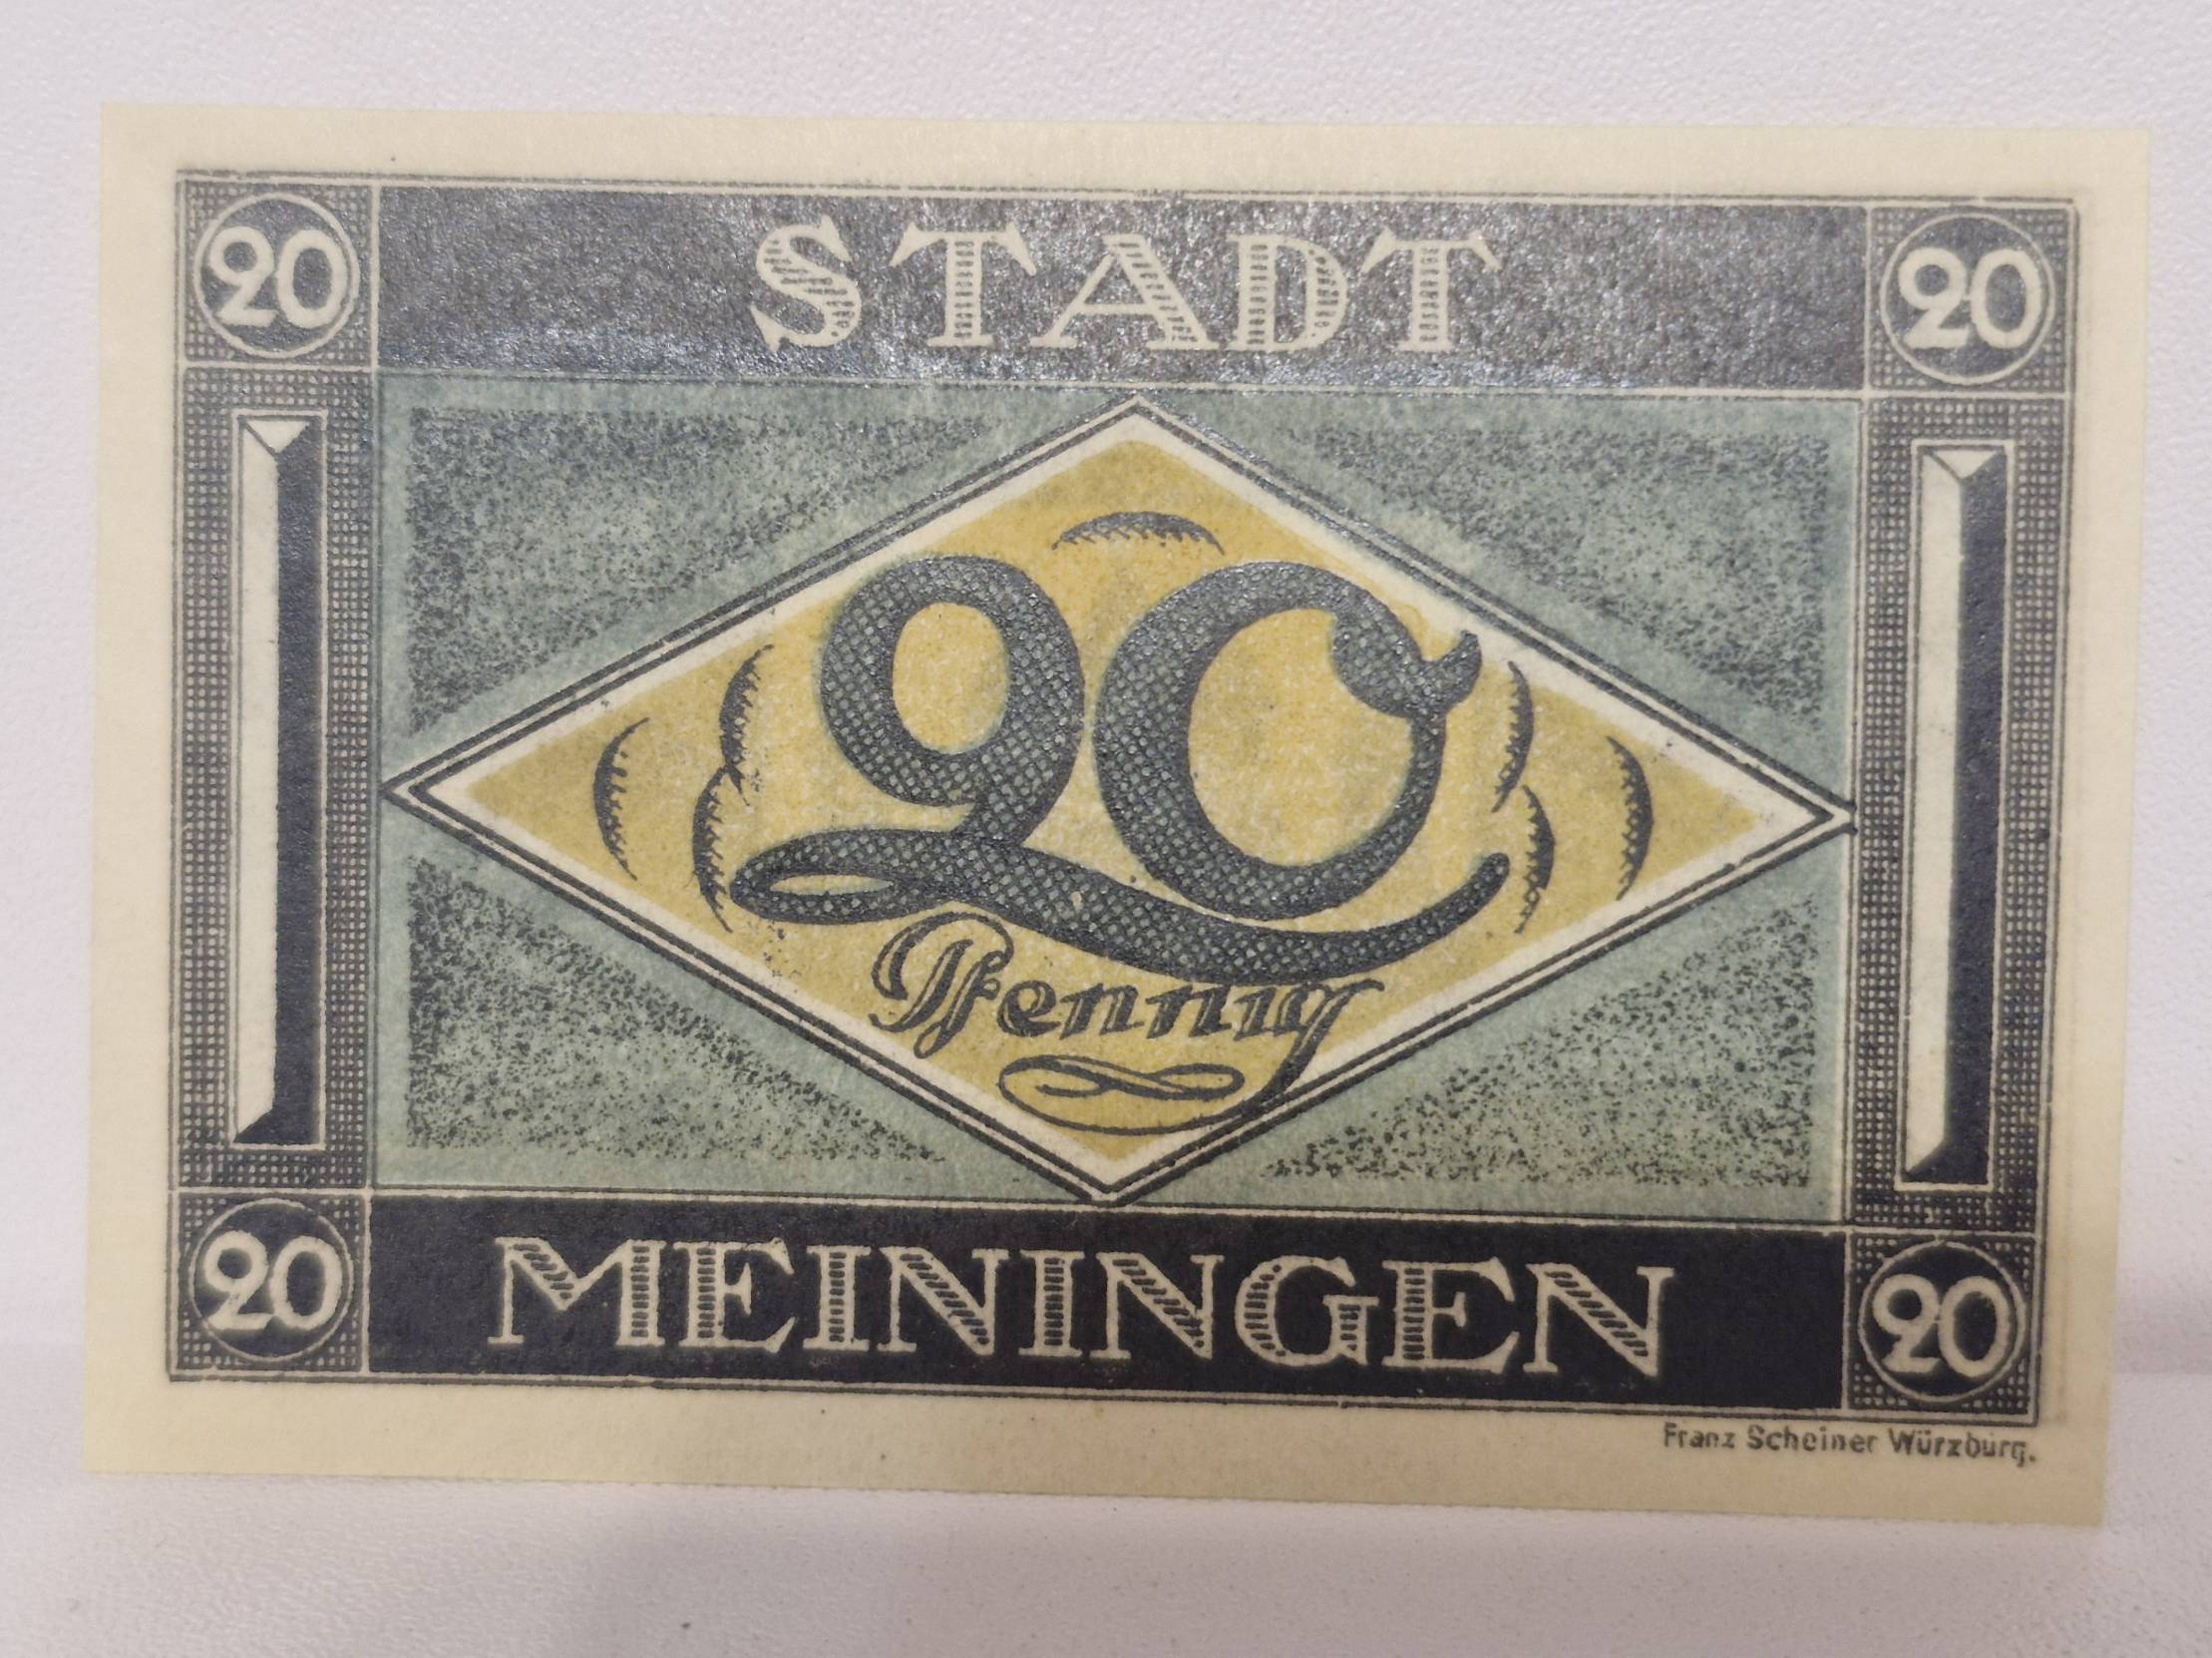 20 STADT 20
20
Pfennig
20 MEININGEN 20
Franz Scheiner Würzburg.